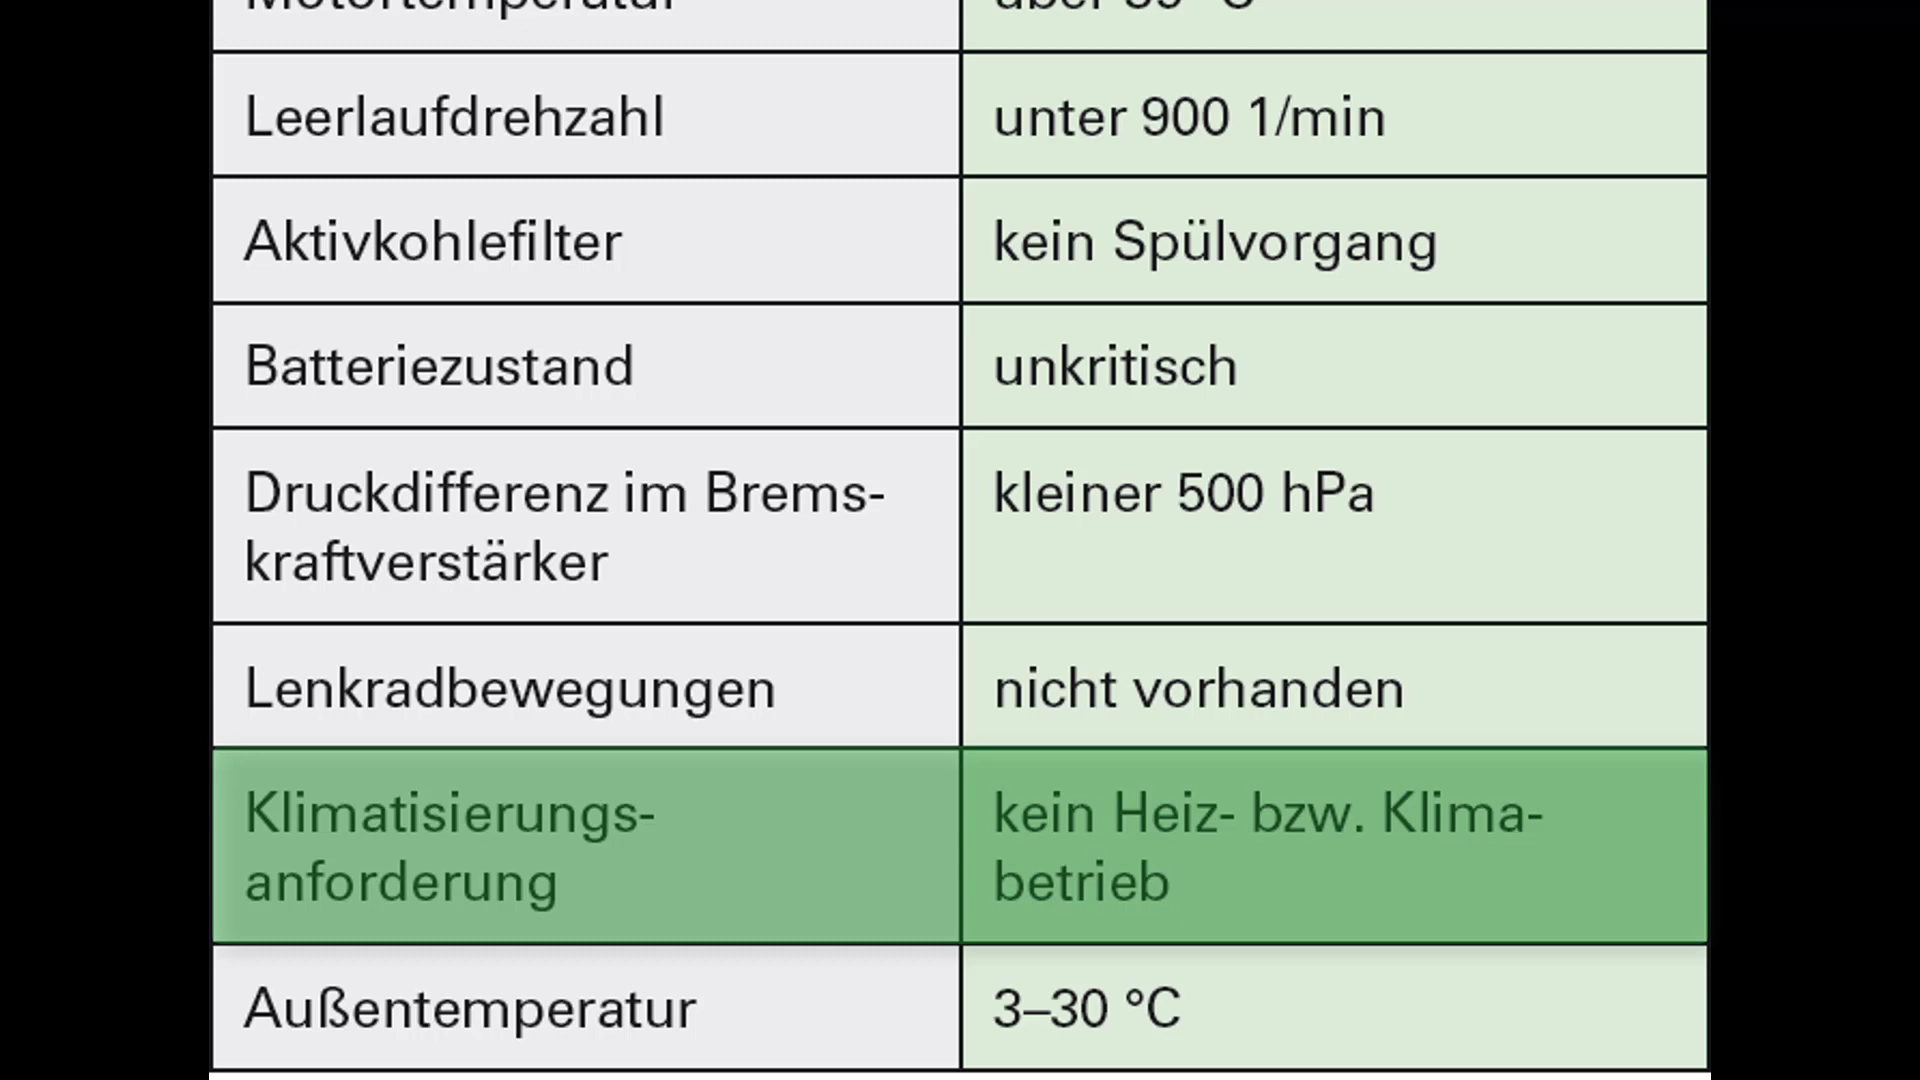 Motortemperatur
Leerlaufdrehzahl
unter 900 1/min
Aktivkohlefilter
kein Spülvorgang
Batteriezustand
unkritisch
Druckdifferenz im Brems-
kraftverstärker
kleiner 500 hPa
Lenkradbewegungen
nicht vorhanden
Klimatisierungs-
anforderung
kein Heiz- bzw. Klima-
betrieb
Außentemperatur
3–30 °C